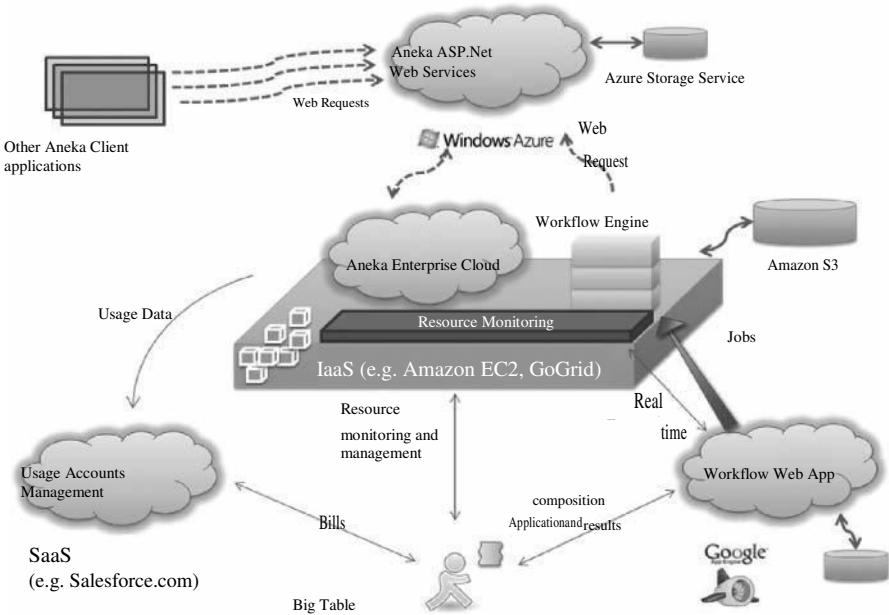 Aneka ASP.Net
Web Services
Azure Storage Service
Web Requests
Other Aneka Client
applications
Windows Azure
Web
Request
Workflow Engine
Aneka Enterprise Cloud
Amazon S3
Usage Data
Resource Monitoring
Jobs
IaaS (e.g. Amazon EC2, GoGrid)
Resource
monitoring and
management
Real
time
Usage Accounts
Management
Workflow Web App
composition
Applicationand results
Bills
SaaS
(e.g. Salesforce.com)
Google
App Engine
Big Table